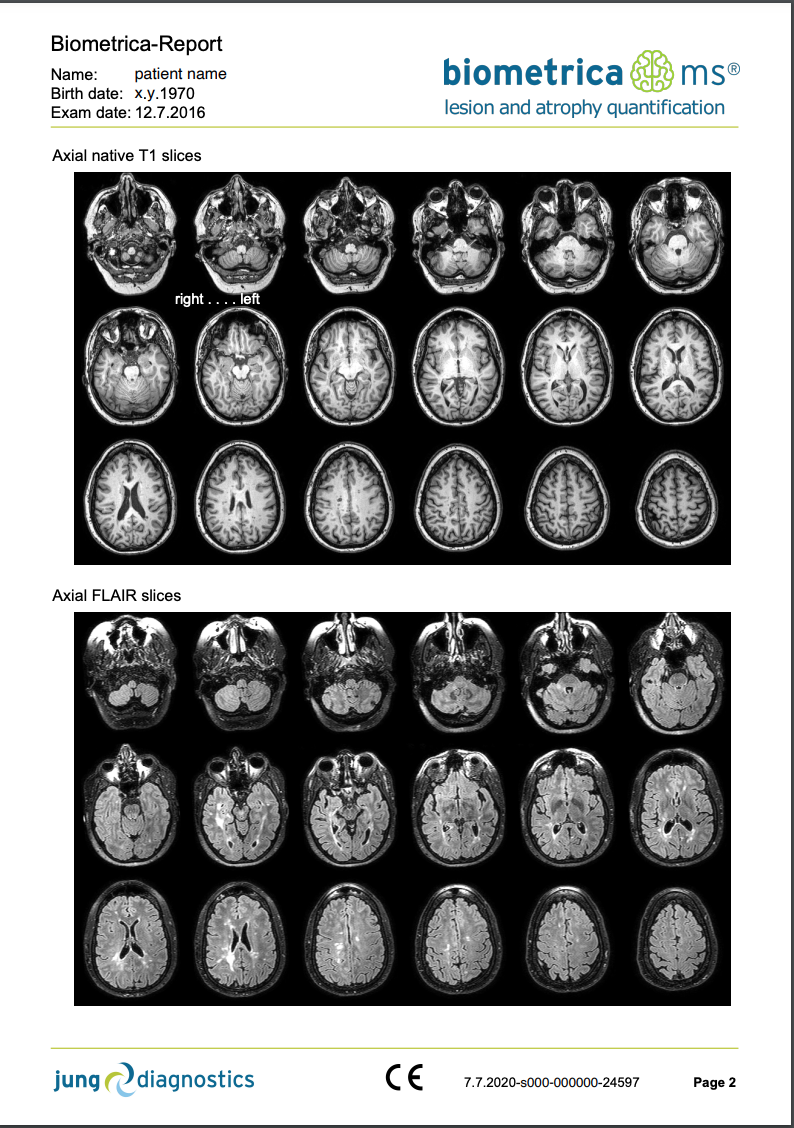 Biometrica-Report
Name: patient name
Birth date: x.y.1970
Exam date: 12.7.2016
biometrica ms®
lesion and atrophy quantification
Axial native T1 slices
right . . . . left
Axial FLAIR slices
jung diagnostics
CE
7.7.2020-s000-000000-24597
Page 2